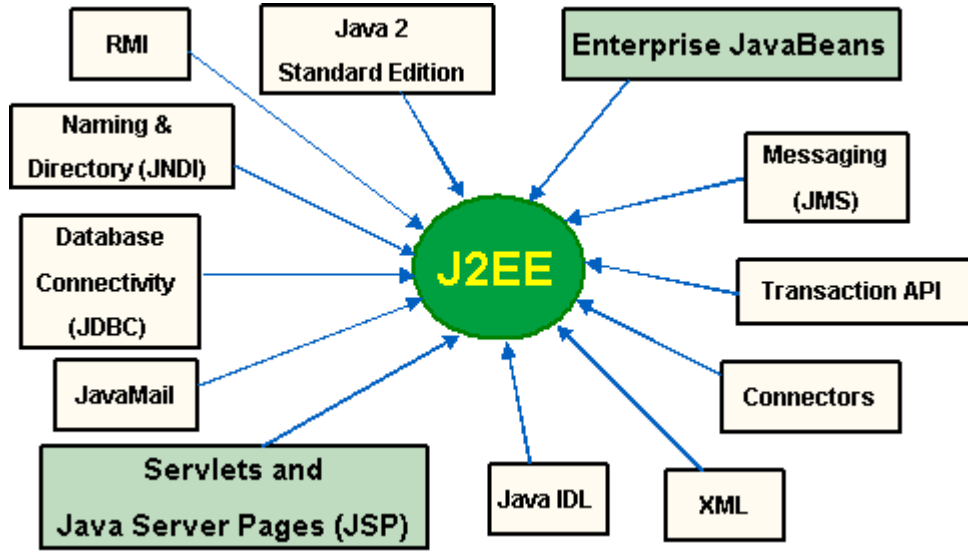 RMI
Java 2
Standard Edition
Enterprise JavaBeans
Naming &
Directory (JNDI)
Messaging
(JMS)
Database
Connectivity
(JDBC)
J2EE
Transaction API
JavaMail
Connectors
Servlets and
Java Server Pages (JSP)
Java IDL
XML